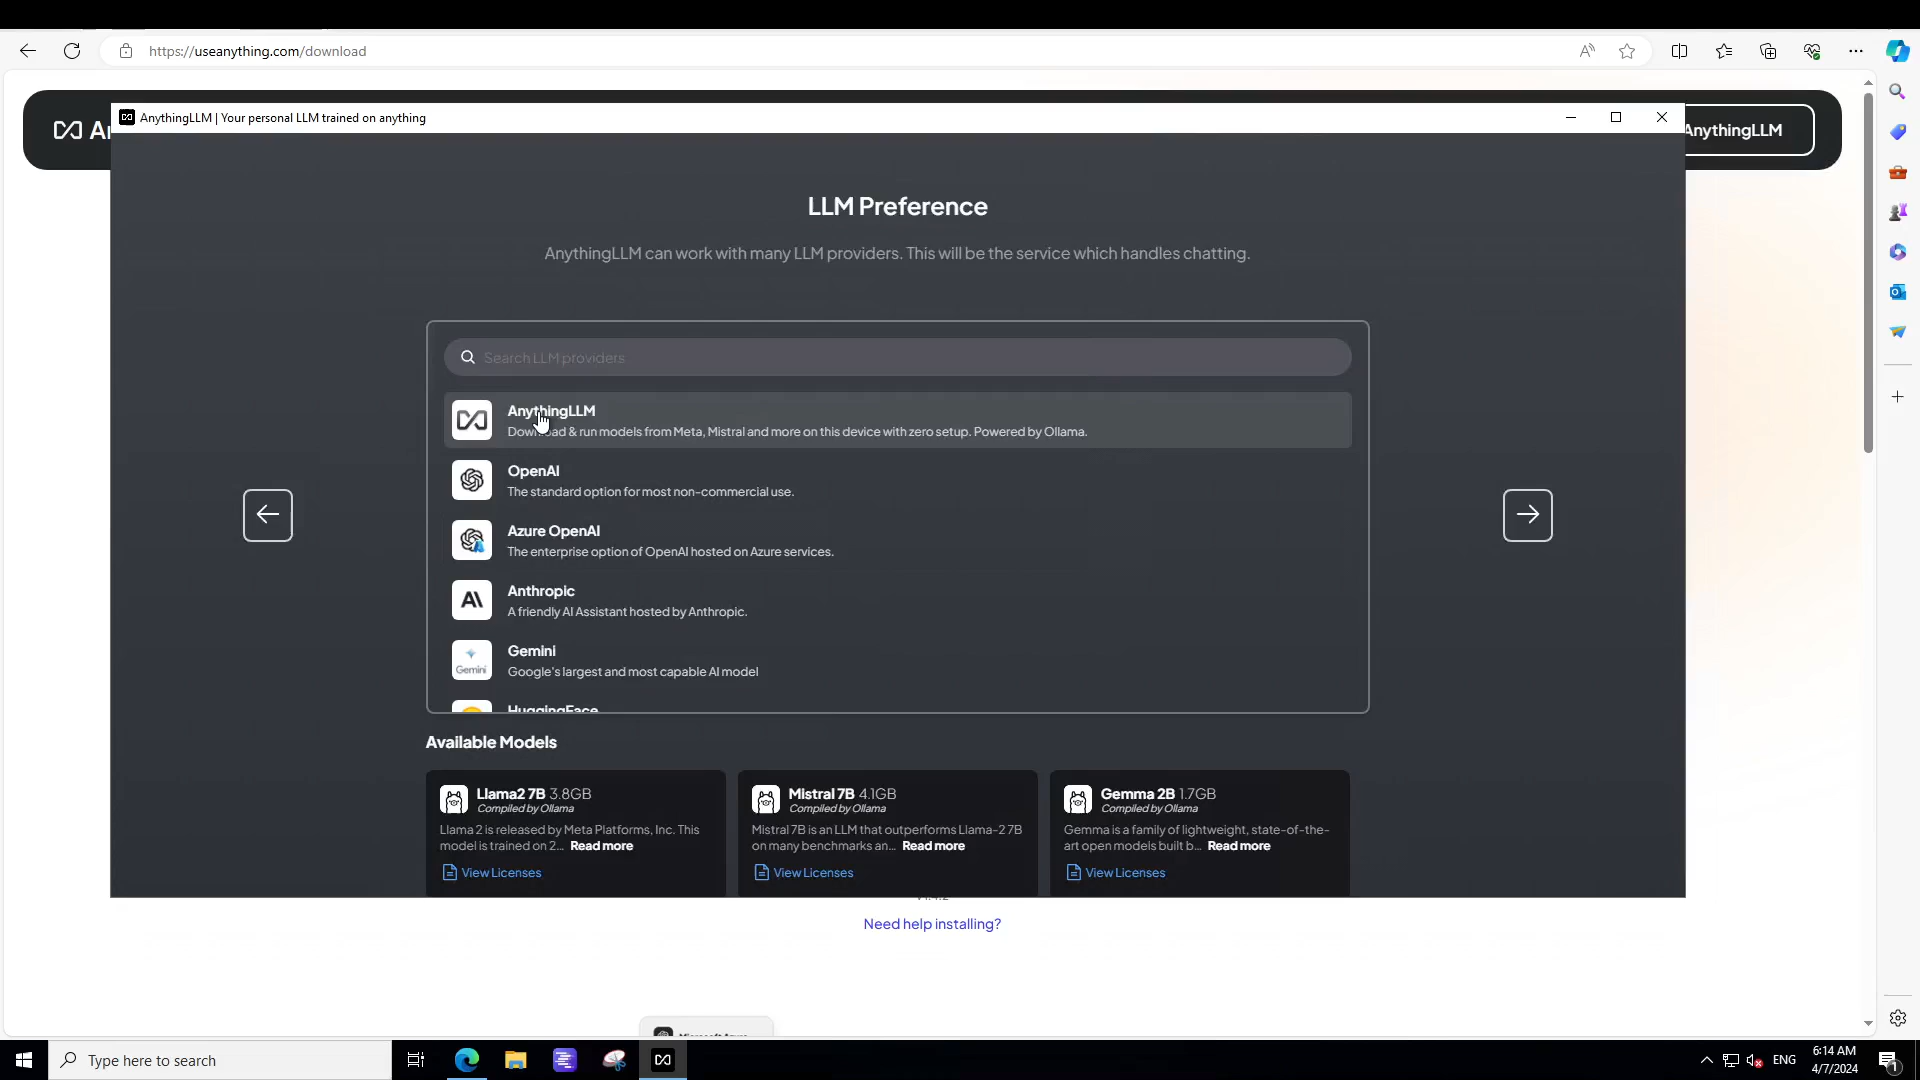 https://useanything.com/download
AnythingLLM | Your personal LLM trained on anything
AnythingLLM
LLM Preference
AnythingLLM can work with many LLM providers. This will be the service which handles chatting.
Search LLM providers
AnythingLLM
Download & run models from Meta, Mistral and more on this device with zero setup. Powered by Ollama.
OpenAI
The standard option for most non-commercial use.
Azure OpenAI
The enterprise option of OpenAI hosted on Azure services.
Anthropic
A friendly AI Assistant hosted by Anthropic.
Gemini
Gemini
Google's largest and most capable AI model
HuggingFace
Available Models
Llama2 7B 3.8GB
Compiled by Ollama
Llama 2 is released by Meta Platforms, Inc. This
model is trained on 2... Read more
View Licenses
Mistral 7B 4.1GB
Compiled by Ollama
Mistral 7B is an LLM that outperforms Llama-2 7B
on many benchmarks an... Read more
View Licenses
Gemma 2B 1.7GB
Compiled by Ollama
Gemma is a family of lightweight, state-of-the-
art open models built b... Read more
View Licenses
Need help installing?
Type here to search
ENG
6:14 AM
4/7/2024
1